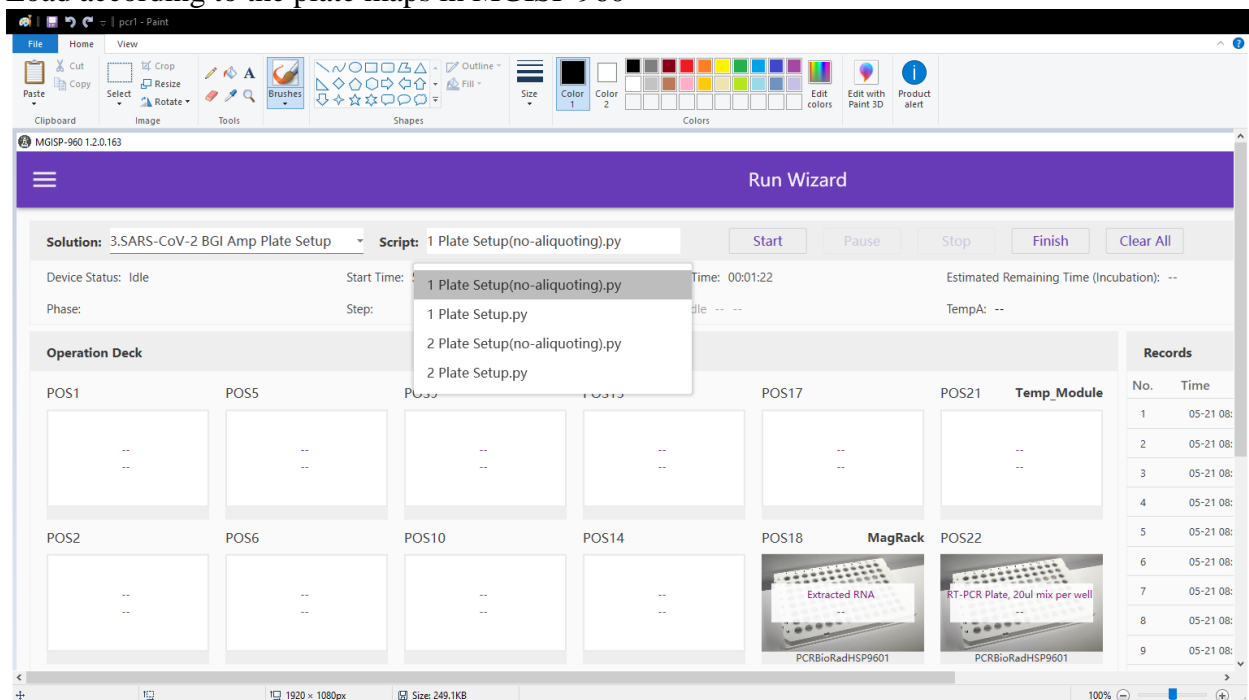 Load according to the plate maps in MGISP-960
pcr1 - Paint
File Home View
Cut
Copy
Paste
Crop
Resize
Rotate
Select
Brushes
Outline
Fill
Size
Color 1
Color 2
Edit colors
Edit with Paint 3D
Product alert
Clipboard Image Tools Shapes Colors
MGISP-960 1.2.0.163
Run Wizard
Solution: 3.SARS-CoV-2 BGI Amp Plate Setup Script: 1 Plate Setup(no-aliquoting).py Start Pause Stop Finish Clear All
Device Status: Idle Start Time: Time: 00:01:22 Estimated Remaining Time (Incubation): --
1 Plate Setup(no-aliquoting).py
Phase: Step: -- -- TempA: --
1 Plate Setup.py
2 Plate Setup(no-aliquoting).py
2 Plate Setup.py
Operation Deck Records
POS1 POS5 POS17 POS21 Temp_Module No. Time
-- -- -- -- -- --
-- -- -- -- -- --
1 05-21 08:
2 05-21 08:
3 05-21 08:
4 05-21 08:
POS2 POS6 POS10 POS14 POS18 MagRack POS22
5 05-21 08:
6 05-21 08:
7 05-21 08:
8 05-21 08:
9 05-21 08:
-- -- -- -- Extracted RNA RT-PCR Plate, 20ul mix per well
-- -- -- -- -- --
PCRBioRadHSP9601 PCRBioRadHSP9601
1920 × 1080px Size: 249.1KB 100%